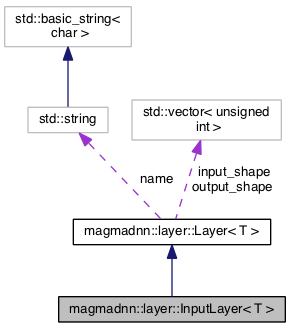 std::basic_string<
char >
std::string
std::vector< unsigned
int >
name
input_shape
output_shape
magmadnn::layer::Layer< T >
magmadnn::layer::InputLayer< T >